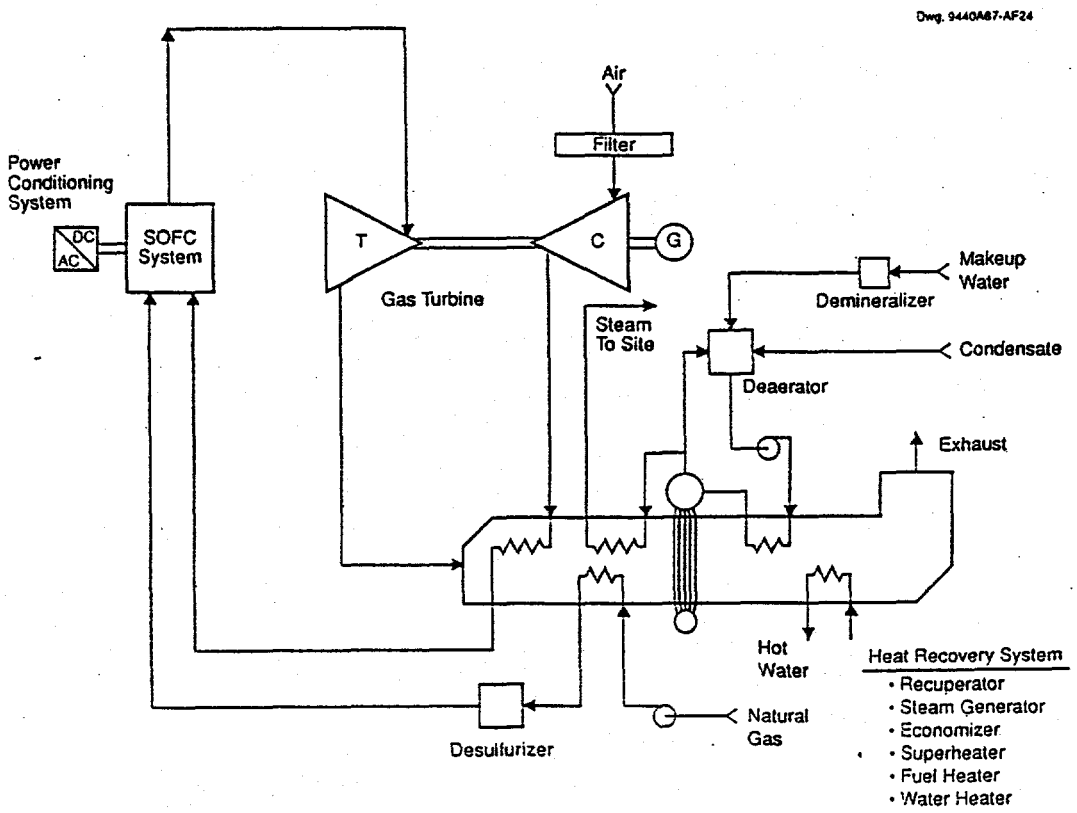 Dwg. 9440A67-AF24
Air
Filter
Power
Conditioning
System
DC
AC
SOFC
System
T
C
G
Gas Turbine
Makeup
Water
Demineralizer
Steam
To Site
Condensate
Deaerator
Exhaust
Hot
Water
Natural
Gas
Desulfurizer
Heat Recovery System
• Recuperator
• Steam Generator
• Economizer
• Superheater
• Fuel Heater
• Water Heater